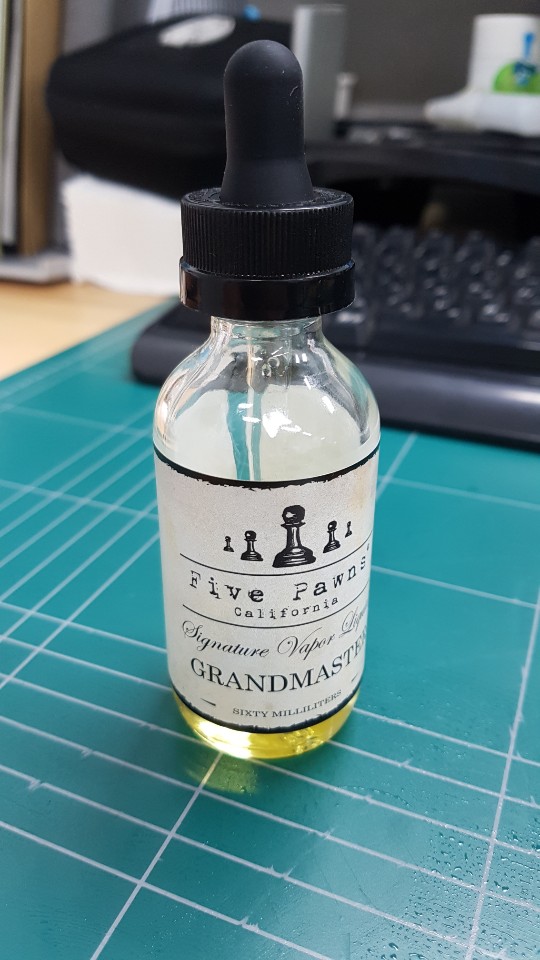 Five Pawns'
California
Signature Vapor
GRANDMASTER
SIXTY MILLILITERS